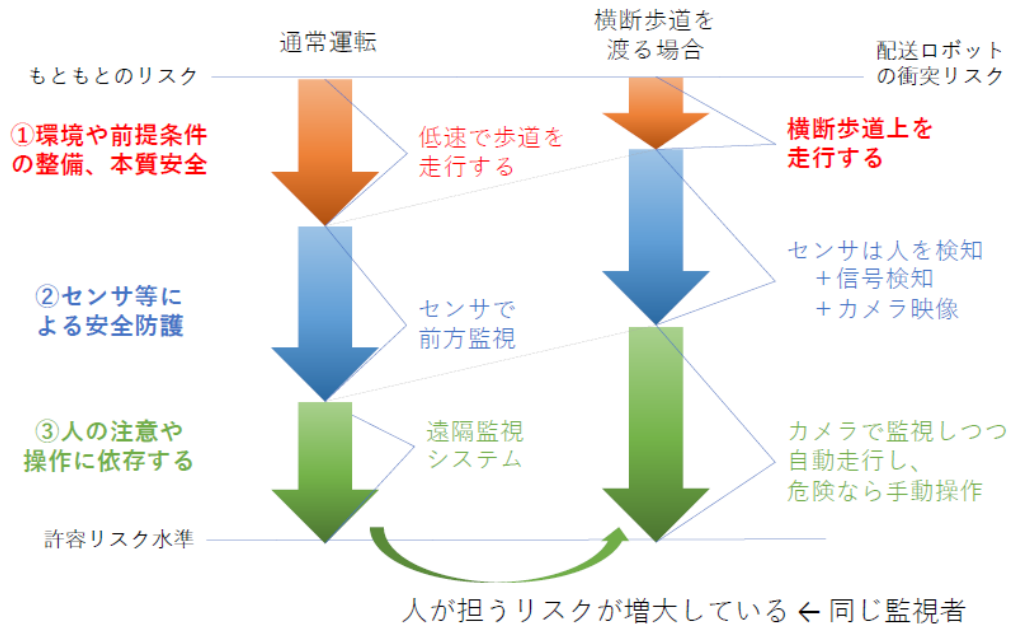 通常運転
横断歩道を
渡る場合
もともとのリスク
配送ロボット
の衝突リスク
①環境や前提条件
の整備、本質安全
低速で歩道を
走行する
横断歩道上を
走行する
②センサ等に
よる安全防護
センサで
前方監視
センサは人を検知
＋信号検知
＋カメラ映像
③人の注意や
操作に依存する
遠隔監視
システム
カメラで監視しつつ
自動走行し、
危険なら手動操作
許容リスク水準
人が担うリスクが増大している ← 同じ監視者